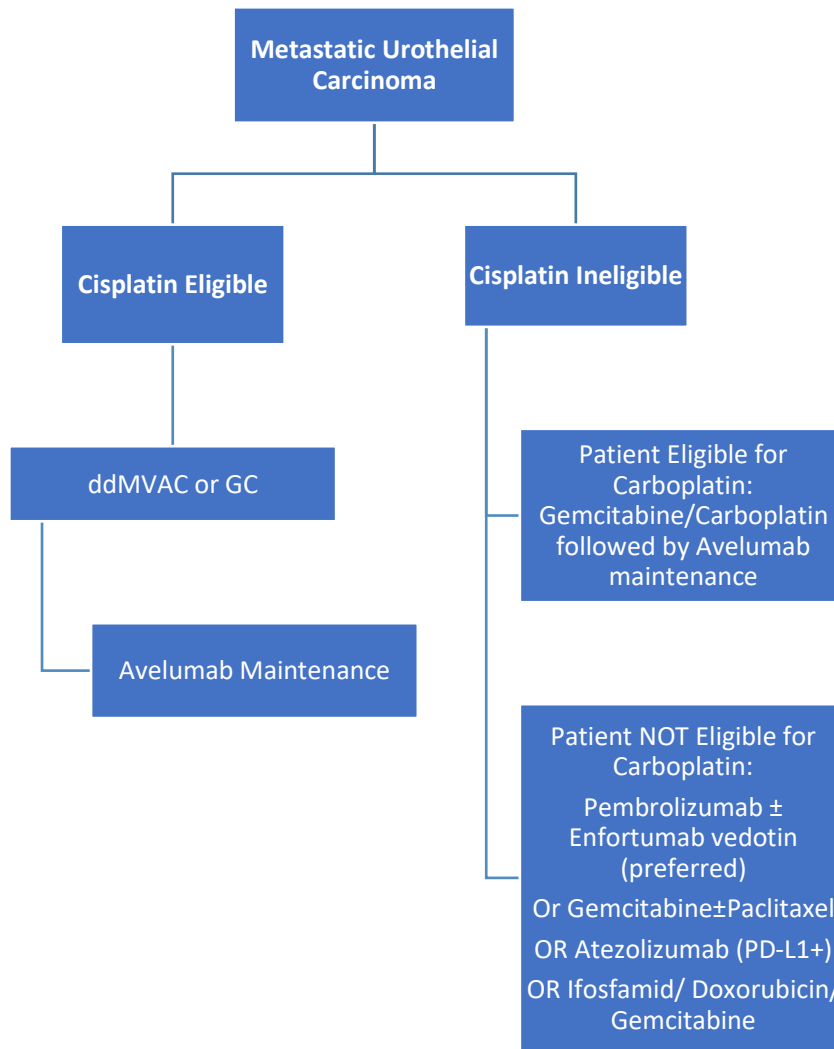 Metastatic Urothelial
Carcinoma
Cisplatin Eligible
Cisplatin Ineligible
ddMVAC or GC
Avelumab Maintenance
Patient Eligible for
Carboplatin:
Gemcitabine/Carboplatin
followed by Avelumab
maintenance
Patient NOT Eligible for
Carboplatin:
Pembrolizumab ±
Enfortumab vedotin
(preferred)
Or Gemcitabine±Paclitaxel
OR Atezolizumab (PD-L1+)
OR Ifosfamid/ Doxorubicin/
Gemcitabine